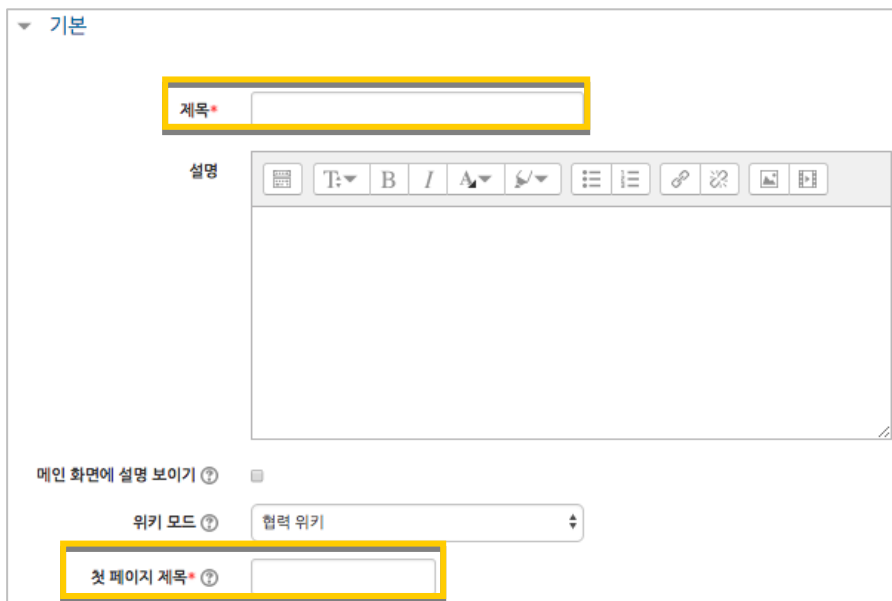 기본
제목*
설명
메인 화면에 설명 보이기
위키 모드
협력 위키
첫 페이지 제목*